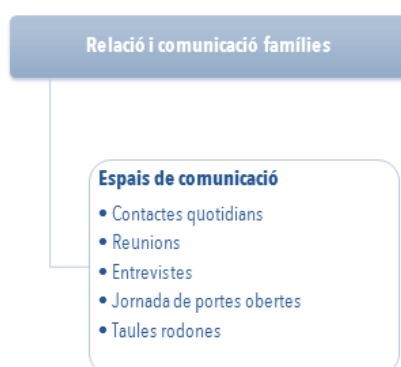 Relació i comunicació famílies
Espais de comunicació
• Contactes quotidians
• Reunions
• Entrevistes
• Jornada de portes obertes
• Taules rodones